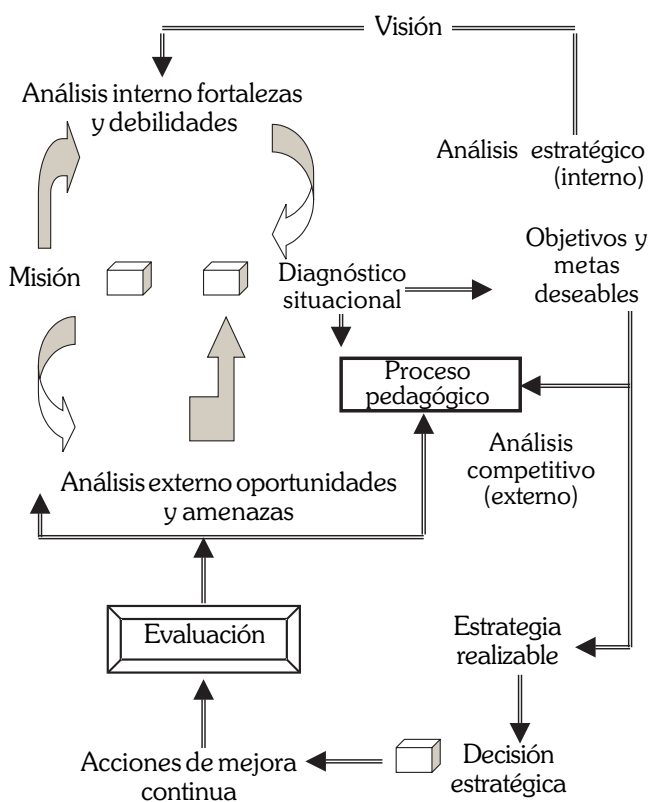 Visión
Análisis interno fortalezas
y debilidades
Análisis estratégico
(interno)
Objetivos y
metas
deseables
Misión
Diagnóstico
situacional
Proceso
pedagógico
Análisis
competitivo
(externo)
Análisis externo oportunidades
y amenazas
Evaluación
Estrategia
realizable
Acciones de mejora
continua
Decisión
estratégica